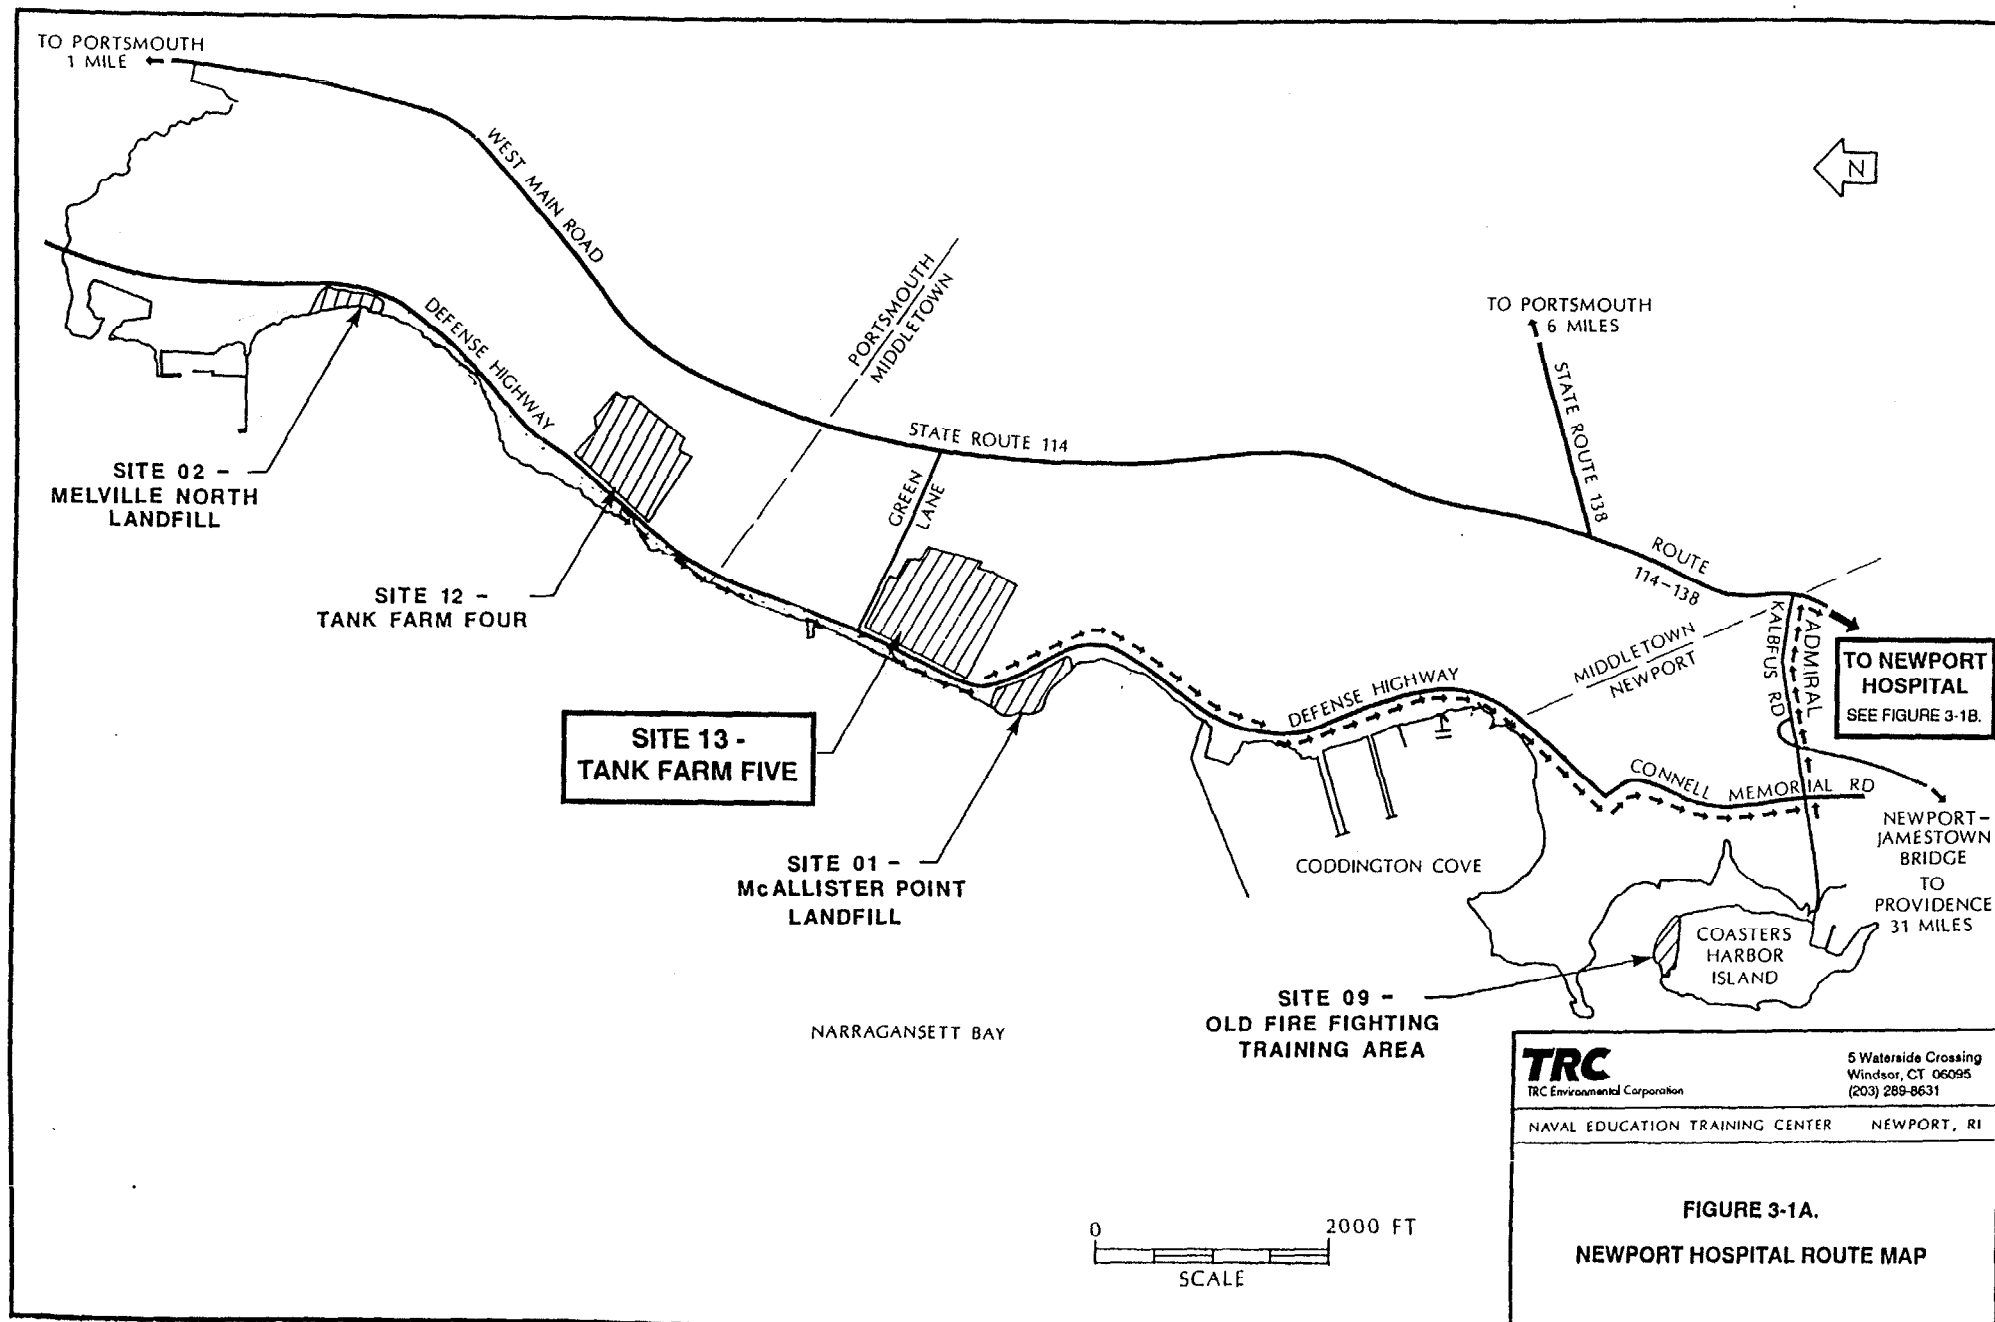 TO PORTSMOUTH
1 MILE
WEST MAIN ROAD
N
DEFENSE HIGHWAY
PORTSMOUTH
MIDDLETOWN
TO PORTSMOUTH
6 MILES
STATE ROUTE 138
STATE ROUTE 114
GREEN
LANE
ROUTE
114-138
SITE 02 -
MELVILLE NORTH
LANDFILL
SITE 12 -
TANK FARM FOUR
MIDDLETOWN
NEWPORT
KALBFUS RD
ADMIRAL
TO NEWPORT
HOSPITAL
SEE FIGURE 3-1B.
DEFENSE HIGHWAY
SITE 13 -
TANK FARM FIVE
CONNELL MEMORIAL RD
NEWPORT-
JAMESTOWN
BRIDGE
TO
PROVIDENCE
31 MILES
SITE 01 -
McALLISTER POINT
LANDFILL
CODDINGTON COVE
COASTERS
HARBOR
ISLAND
SITE 09 -
OLD FIRE FIGHTING
TRAINING AREA
NARRAGANSETT BAY
TRC
TRC Environmental Corporation
5 Waterside Crossing
Windsor, CT 06095
(203) 289-8631
NAVAL EDUCATION TRAINING CENTER NEWPORT, RI
FIGURE 3-1A.
NEWPORT HOSPITAL ROUTE MAP
0 2000 FT
SCALE